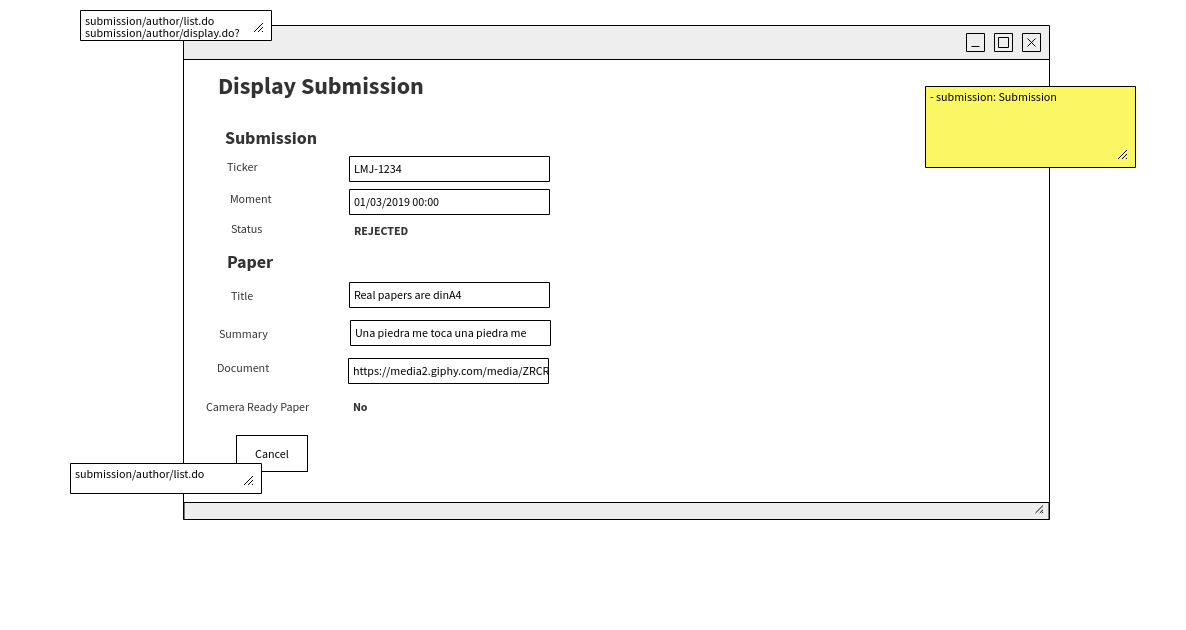 submission/author/list.do
submission/author/display.do?
Display Submission
- submission: Submission
Submission
Ticker
LMJ-1234
Moment
01/03/2019 00:00
Status
REJECTED
Paper
Title
Real papers are dinA4
Summary
Una piedra me toca una piedra me
Document
https://media2.giphy.com/media/ZRCR
Camera Ready Paper
No
Cancel
submission/author/list.do